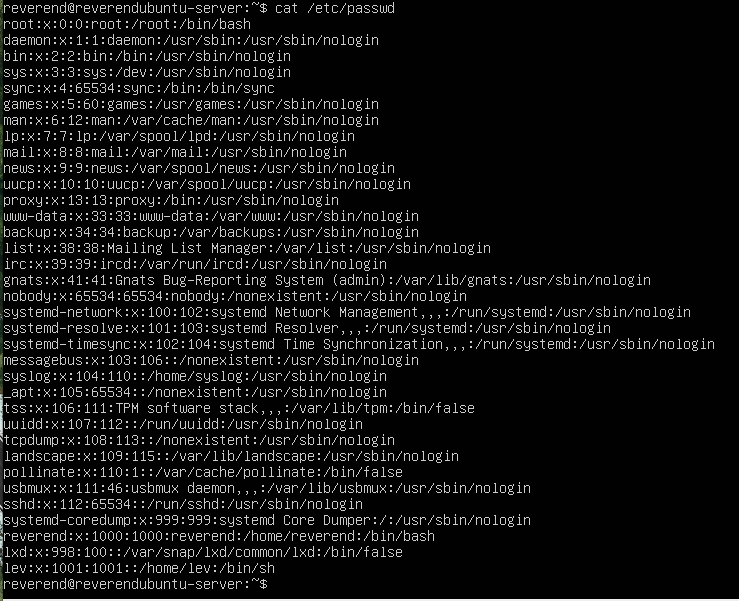 reverend@reverendubuntu-server:~$ cat /etc/passwd
root:x:0:0:root:/root:/bin/bash
daemon:x:1:1:daemon:/usr/sbin:/usr/sbin/nologin
bin:x:2:2:bin:/bin:/usr/sbin/nologin
sys:x:3:3:sys:/dev:/usr/sbin/nologin
sync:x:4:65534:sync:/bin:/bin/sync
games:x:5:60:games:/usr/games:/usr/sbin/nologin
man:x:6:12:man:/var/cache/man:/usr/sbin/nologin
lp:x:7:7:lp:/var/spool/lpd:/usr/sbin/nologin
mail:x:8:8:mail:/var/mail:/usr/sbin/nologin
news:x:9:9:news:/var/spool/news:/usr/sbin/nologin
uucp:x:10:10:uucp:/var/spool/uucp:/usr/sbin/nologin
proxy:x:13:13:proxy:/bin:/usr/sbin/nologin
www-data:x:33:33:www-data:/var/www:/usr/sbin/nologin
backup:x:34:34:backup:/var/backups:/usr/sbin/nologin
list:x:38:38:Mailing List Manager:/var/list:/usr/sbin/nologin
irc:x:39:39:ircd:/var/run/ircd:/usr/sbin/nologin
gnats:x:41:41:Gnats Bug-Reporting System (admin):/var/lib/gnats:/usr/sbin/nologin
nobody:x:65534:65534:nobody:/nonexistent:/usr/sbin/nologin
systemd-network:x:100:102:systemd Network Management,,,:/run/systemd:/usr/sbin/nologin
systemd-resolve:x:101:103:systemd Resolver,,,:/run/systemd:/usr/sbin/nologin
systemd-timesync:x:102:104:systemd Time Synchronization,,,:/run/systemd:/usr/sbin/nologin
messagebus:x:103:106::/nonexistent:/usr/sbin/nologin
syslog:x:104:110::/home/syslog:/usr/sbin/nologin
_apt:x:105:65534::/nonexistent:/usr/sbin/nologin
tss:x:106:111:TPM software stack,,,:/var/lib/tpm:/bin/false
uuidd:x:107:112::/run/uuidd:/usr/sbin/nologin
tcpdump:x:108:113::/nonexistent:/usr/sbin/nologin
landscape:x:109:115::/var/lib/landscape:/usr/sbin/nologin
pollinate:x:110:1::/var/cache/pollinate:/bin/false
usbmux:x:111:46:usbmux daemon,,,:/var/lib/usbmux:/usr/sbin/nologin
sshd:x:112:65534::/run/sshd:/usr/sbin/nologin
systemd-coredump:x:999:999:systemd Core Dumper:/:/usr/sbin/nologin
reverend:x:1000:1000:reverend:/home/reverend:/bin/bash
lxd:x:998:100::/var/snap/lxd/common/lxd:/bin/false
lev:x:1001:1001::/home/lev:/bin/sh
reverend@reverendubuntu-server:~$